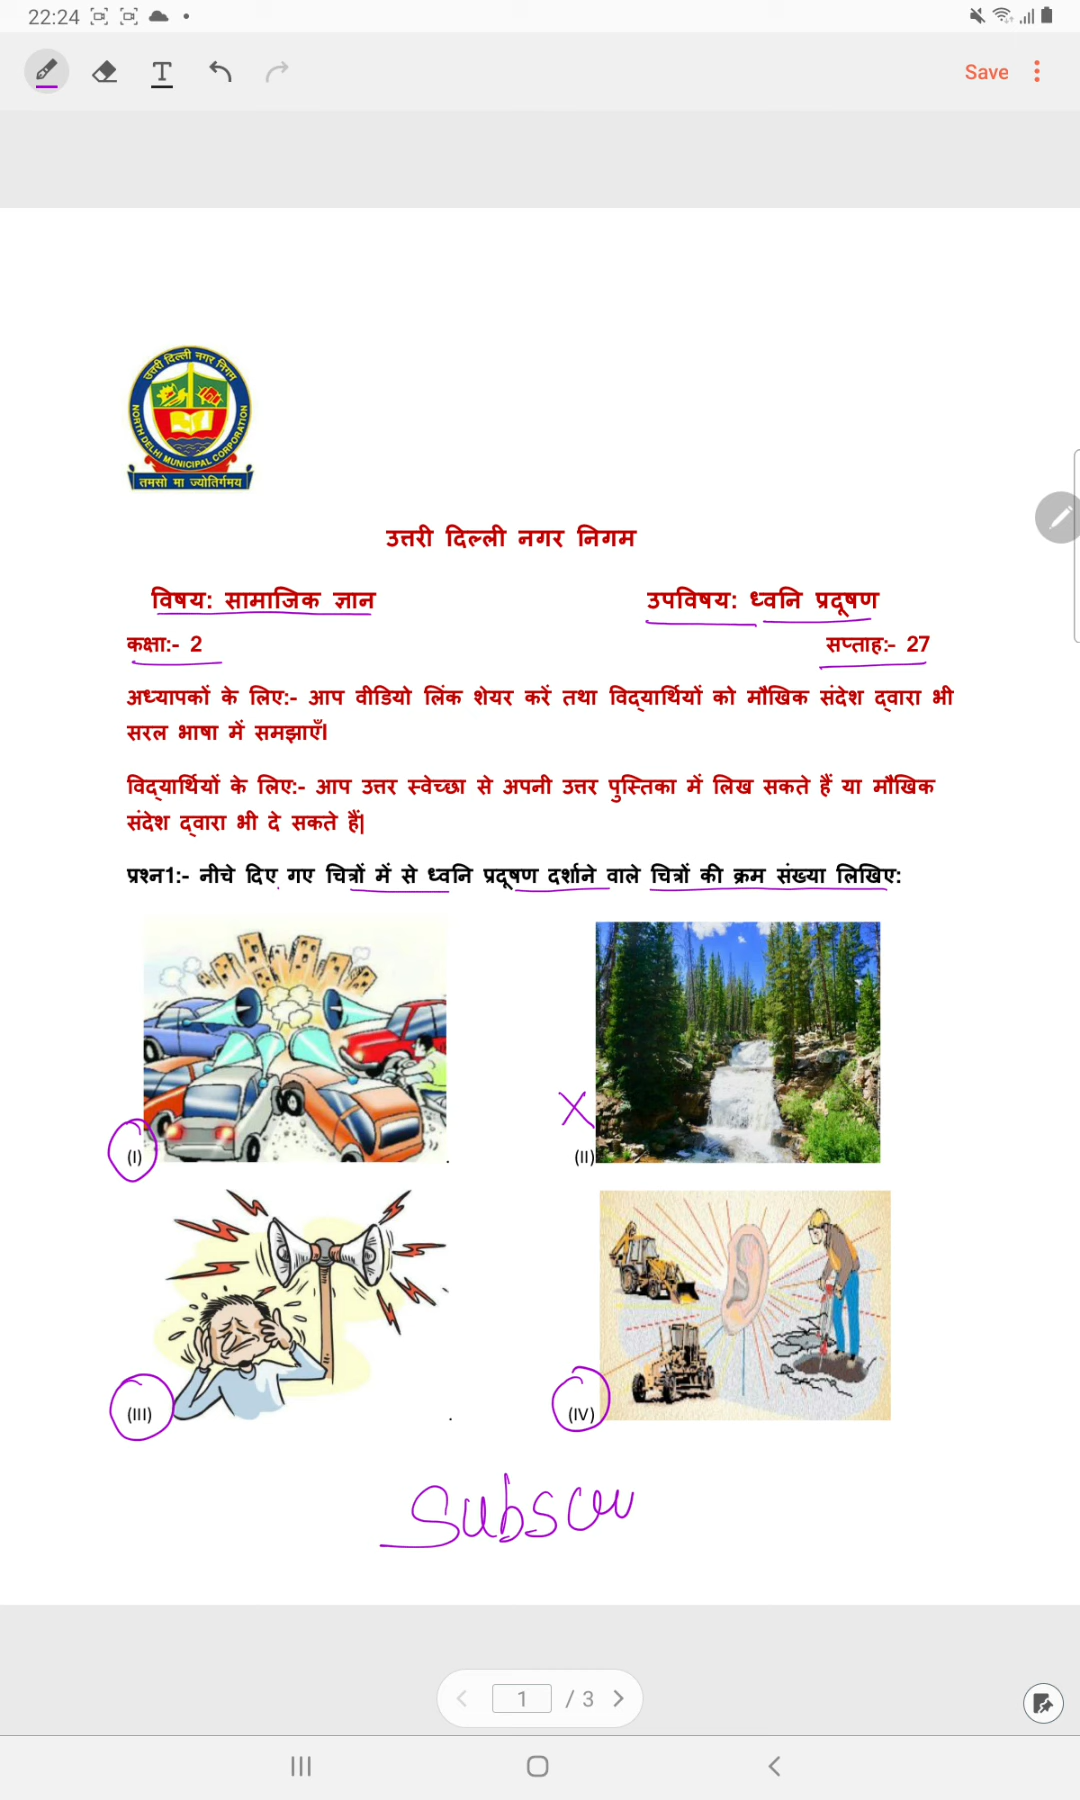 22:24
Save
उत्तरी दिल्ली नगर निगम
NORTH DELHI MUNICIPAL CORPORATION
तमसो मा ज्योतिर्गमय
उत्तरी दिल्ली नगर निगम
विषय: सामाजिक ज्ञान उपविषय: ध्वनि प्रदूषण
कक्षा:- 2 सप्ताह:- 27
अध्यापकों के लिए:- आप वीडियो लिंक शेयर करें तथा विद्यार्थियों को मौखिक संदेश द्वारा भी
सरल भाषा में समझाएँ।
विद्यार्थियों के लिए:- आप उत्तर स्वेच्छा से अपनी उत्तर पुस्तिका में लिख सकते हैं या मौखिक
संदेश द्वारा भी दे सकते हैं|
प्रश्न1:- नीचे दिए गए चित्रों में से ध्वनि प्रदूषण दर्शाने वाले चित्रों की क्रम संख्या लिखिए:
(I) (II)
(III) (IV)
1 / 3